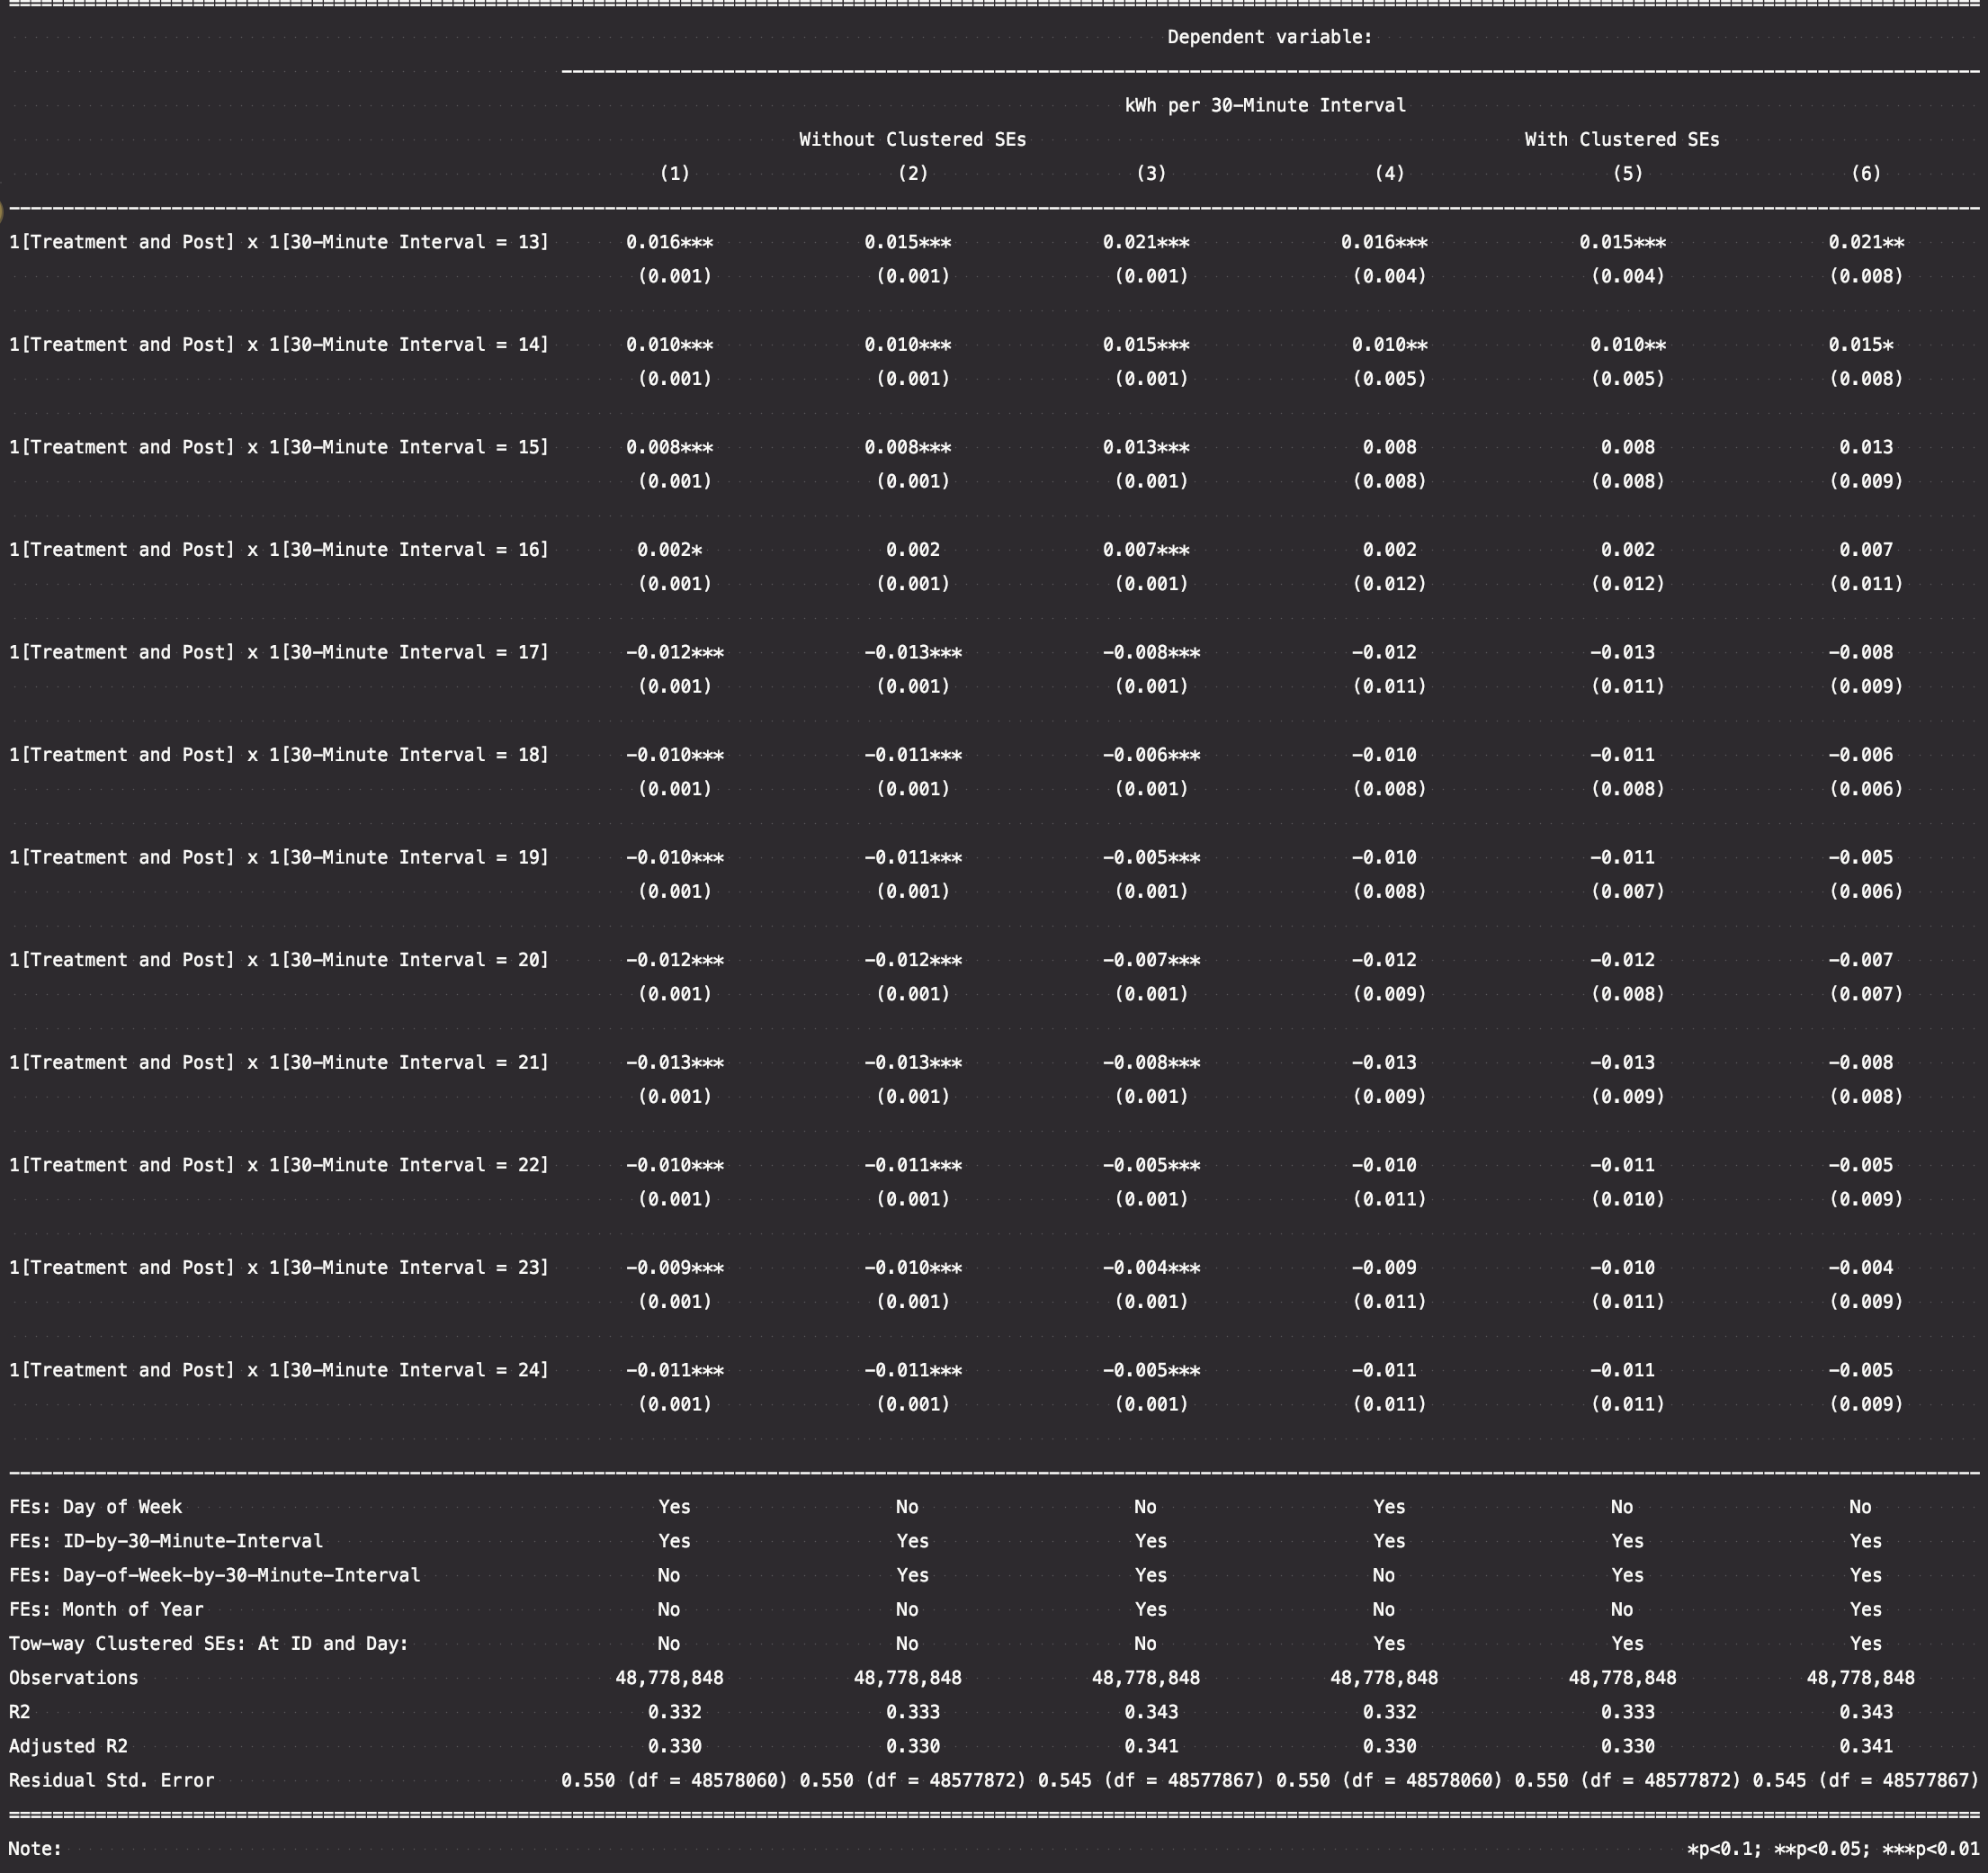 Dependent variable:
kWh per 30-Minute Interval
Without Clustered SEs With Clustered SEs
(1) (2) (3) (4) (5) (6)
1[Treatment and Post] x 1[30-Minute Interval = 13] 0.016*** 0.015*** 0.021*** 0.016*** 0.015*** 0.021**
(0.001) (0.001) (0.001) (0.004) (0.004) (0.008)
1[Treatment and Post] x 1[30-Minute Interval = 14] 0.010*** 0.010*** 0.015*** 0.010** 0.010** 0.015*
(0.001) (0.001) (0.001) (0.005) (0.005) (0.008)
1[Treatment and Post] x 1[30-Minute Interval = 15] 0.008*** 0.008*** 0.013*** 0.008 0.008 0.013
(0.001) (0.001) (0.001) (0.008) (0.008) (0.009)
1[Treatment and Post] x 1[30-Minute Interval = 16] 0.002* 0.002 0.007*** 0.002 0.002 0.007
(0.001) (0.001) (0.001) (0.012) (0.012) (0.011)
1[Treatment and Post] x 1[30-Minute Interval = 17] -0.012*** -0.013*** -0.008*** -0.012 -0.013 -0.008
(0.001) (0.001) (0.001) (0.011) (0.011) (0.009)
1[Treatment and Post] x 1[30-Minute Interval = 18] -0.010*** -0.011*** -0.006*** -0.010 -0.011 -0.006
(0.001) (0.001) (0.001) (0.008) (0.008) (0.006)
1[Treatment and Post] x 1[30-Minute Interval = 19] -0.010*** -0.011*** -0.005*** -0.010 -0.011 -0.005
(0.001) (0.001) (0.001) (0.008) (0.007) (0.006)
1[Treatment and Post] x 1[30-Minute Interval = 20] -0.012*** -0.012*** -0.007*** -0.012 -0.012 -0.007
(0.001) (0.001) (0.001) (0.009) (0.008) (0.007)
1[Treatment and Post] x 1[30-Minute Interval = 21] -0.013*** -0.013*** -0.008*** -0.013 -0.013 -0.008
(0.001) (0.001) (0.001) (0.009) (0.009) (0.008)
1[Treatment and Post] x 1[30-Minute Interval = 22] -0.010*** -0.011*** -0.005*** -0.010 -0.011 -0.005
(0.001) (0.001) (0.001) (0.011) (0.010) (0.009)
1[Treatment and Post] x 1[30-Minute Interval = 23] -0.009*** -0.010*** -0.004*** -0.009 -0.010 -0.004
(0.001) (0.001) (0.001) (0.011) (0.011) (0.009)
1[Treatment and Post] x 1[30-Minute Interval = 24] -0.011*** -0.011*** -0.005*** -0.011 -0.011 -0.005
(0.001) (0.001) (0.001) (0.011) (0.011) (0.009)
FEs: Day of Week Yes No No Yes No No
FEs: ID-by-30-Minute-Interval Yes Yes Yes Yes Yes Yes
FEs: Day-of-Week-by-30-Minute-Interval No Yes Yes No Yes Yes
FEs: Month of Year No No Yes No No Yes
Tow-way Clustered SEs: At ID and Day: No No No Yes Yes Yes
Observations 48,778,848 48,778,848 48,778,848 48,778,848 48,778,848 48,778,848
R2 0.332 0.333 0.343 0.332 0.333 0.343
Adjusted R2 0.330 0.330 0.341 0.330 0.330 0.341
Residual Std. Error 0.550 (df = 48578060) 0.550 (df = 48577872) 0.545 (df = 48577867) 0.550 (df = 48578060) 0.550 (df = 48577872) 0.545 (df = 48577867)
Note: *p<0.1; **p<0.05; ***p<0.01